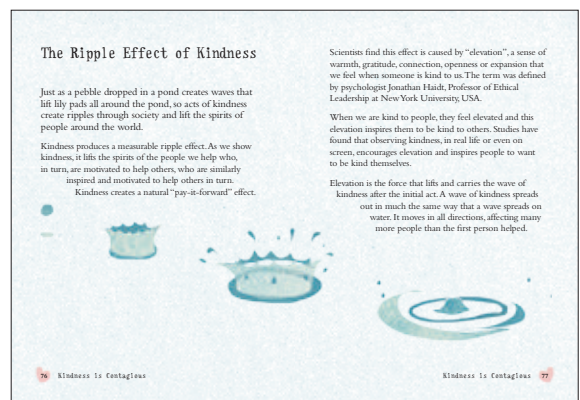 The Ripple Effect of Kindness
Just as a pebble dropped in a pond creates waves that
lift lily pads all around the pond, so acts of kindness
create ripples through society and lift the spirits of
people around the world.
Kindness produces a measurable ripple effect. As we show
kindness, it lifts the spirits of the people we help who,
in turn, are motivated to help others, who are similarly
inspired and motivated to help others in turn.
Kindness creates a natural “pay-it-forward” effect.
76 Kindness is Contagious
Scientists find this effect is caused by “elevation”, a sense of
warmth, gratitude, connection, openness or expansion that
we feel when someone is kind to us. The term was defined
by psychologist Jonathan Haidt, Professor of Ethical
Leadership at New York University, USA.
When we are kind to people, they feel elevated and this
elevation inspires them to be kind to others. Studies have
found that observing kindness, in real life or even on
screen, encourages elevation and inspires people to want
to be kind themselves.
Elevation is the force that lifts and carries the wave of
kindness after the initial act. A wave of kindness spreads
out in much the same way that a wave spreads on
water. It moves in all directions, affecting many
more people than the first person helped.
Kindness is Contagious 77